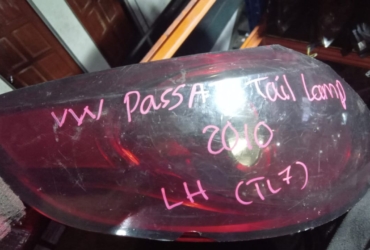 VW PassAt Tail Lamp
2010
LH (TL7)